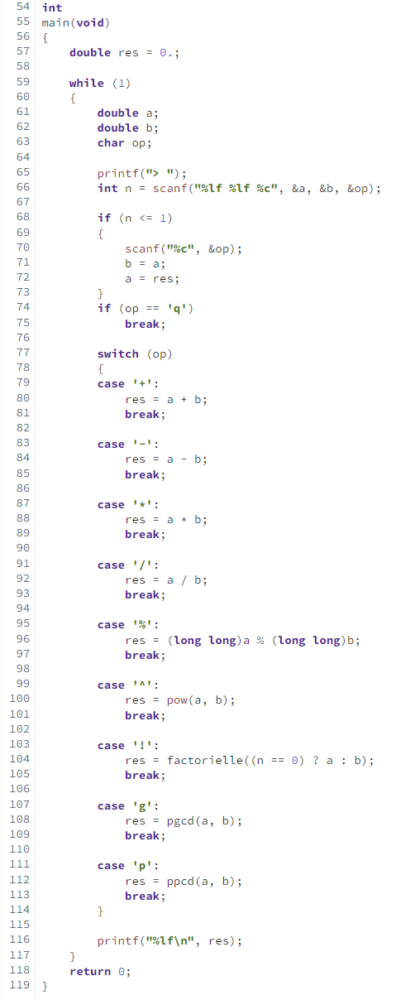 54 int
55 main(void)
56 {
57     double res = 0.;
58
59     while (1)
60     {
61         double a;
62         double b;
63         char op;
64
65         printf("> ");
66         int n = scanf("%lf %lf %c", &a, &b, &op);
67
68         if (n <= 1)
69         {
70             scanf("%c", &op);
71             b = a;
72             a = res;
73         }
74         if (op == 'q')
75             break;
76
77         switch (op)
78         {
79         case '+':
80             res = a + b;
81             break;
82
83         case '-':
84             res = a - b;
85             break;
86
87         case '*':
88             res = a * b;
89             break;
90
91         case '/':
92             res = a / b;
93             break;
94
95         case '%':
96             res = (long long)a % (long long)b;
97             break;
98
99         case '^':
100             res = pow(a, b);
101             break;
102
103         case '!':
104             res = factorielle((n == 0) ? a : b);
105             break;
106
107         case 'g':
108             res = pgcd(a, b);
109             break;
110
111         case 'p':
112             res = ppcd(a, b);
113             break;
114         }
115
116         printf("%lf\n", res);
117     }
118     return 0;
119 }